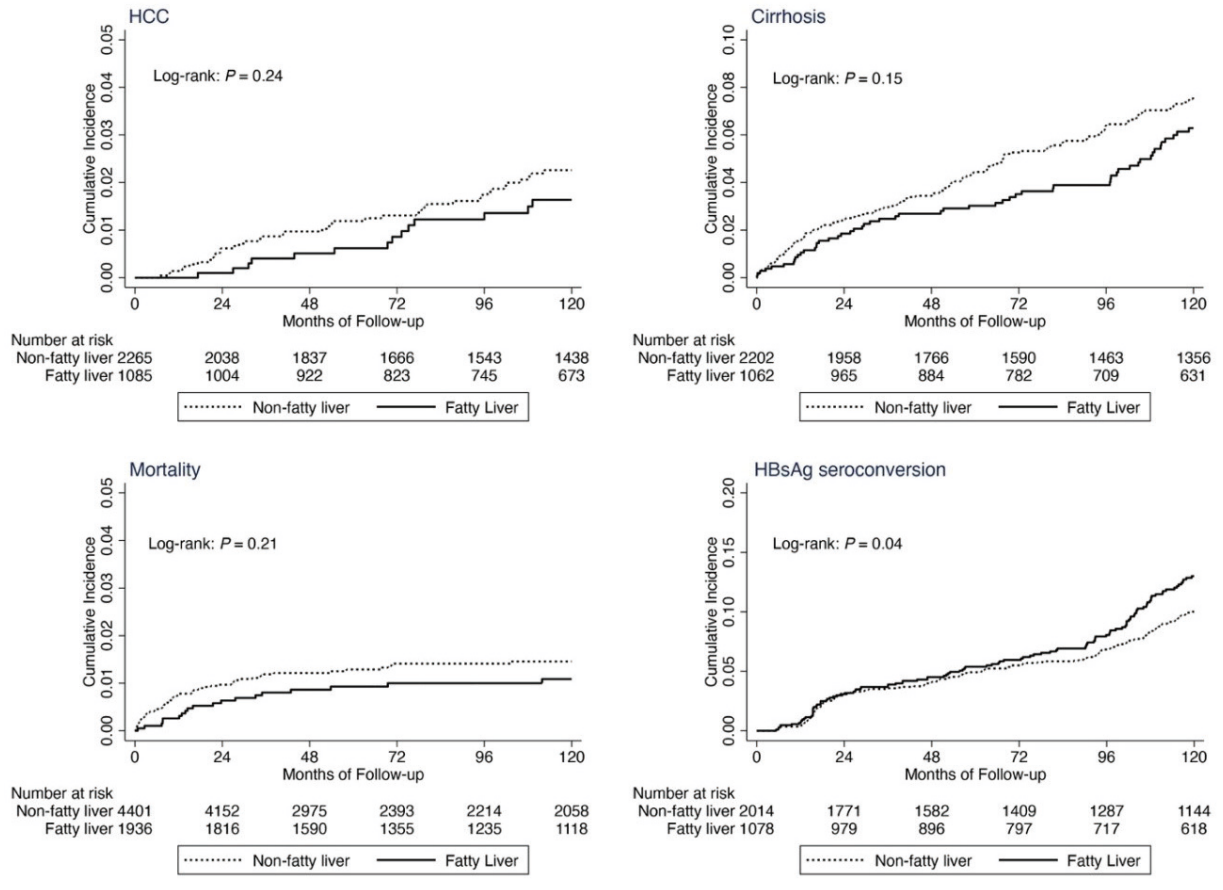 HCC
0.05
0.04
0.03
0.02
0.01
0.00
Cumulative Incidence
Log-rank: P = 0.24
0 24 48 72 96 120
Months of Follow-up
Number at risk
Non-fatty liver 2265 2038 1837 1666 1543 1438
Fatty liver 1085 1004 922 823 745 673
Non-fatty liver Fatty Liver
Cirrhosis
0.10
0.08
0.06
0.04
0.02
0.00
Cumulative Incidence
Log-rank: P = 0.15
0 24 48 72 96 120
Months of Follow-up
Number at risk
Non-fatty liver 2202 1958 1766 1590 1463 1356
Fatty liver 1062 965 884 782 709 631
Non-fatty liver Fatty Liver
Mortality
0.05
0.04
0.03
0.02
0.01
0.00
Cumulative Incidence
Log-rank: P = 0.21
0 24 48 72 96 120
Months of Follow-up
Number at risk
Non-fatty liver 4401 4152 2975 2393 2214 2058
Fatty liver 1936 1816 1590 1355 1235 1118
Non-fatty liver Fatty Liver
HBsAg seroconversion
0.20
0.15
0.10
0.05
0.00
Cumulative Incidence
Log-rank: P = 0.04
0 24 48 72 96 120
Months of Follow-up
Number at risk
Non-fatty liver 2014 1771 1582 1409 1287 1144
Fatty liver 1078 979 896 797 717 618
Non-fatty liver Fatty Liver